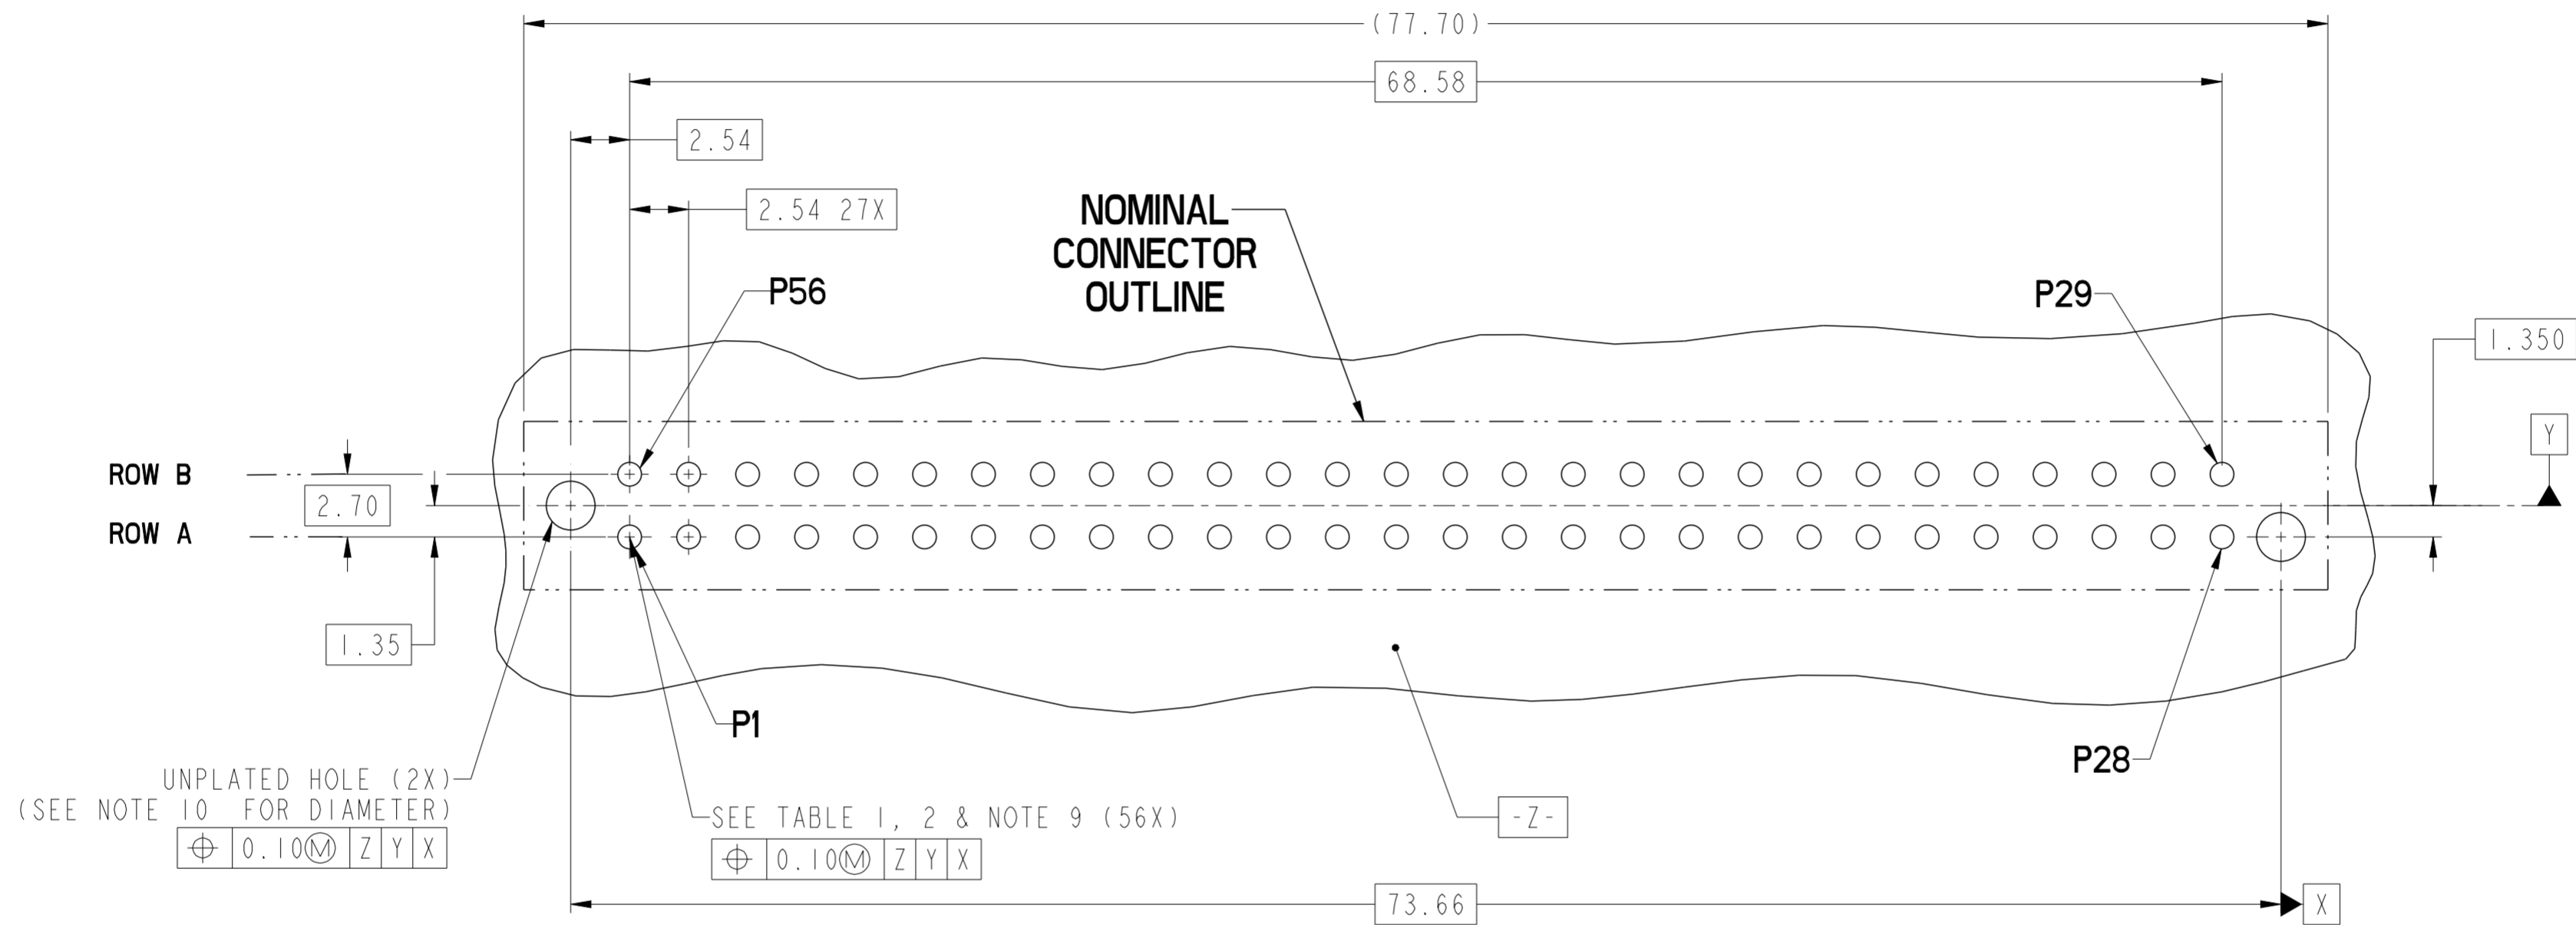 (77.70)
68.58
2.54
2.54 27X
NOMINAL
CONNECTOR
OUTLINE
P56
P29
1.350
Y
ROW B
2.70
ROW A
1.35
P1
P28
UNPLATED HOLE (2X)
(SEE NOTE 10 FOR DIAMETER)
⌖ 0.10Ⓜ Z Y X
SEE TABLE 1, 2 & NOTE 9 (56X)
⌖ 0.10Ⓜ Z Y X
-Z-
73.66
X